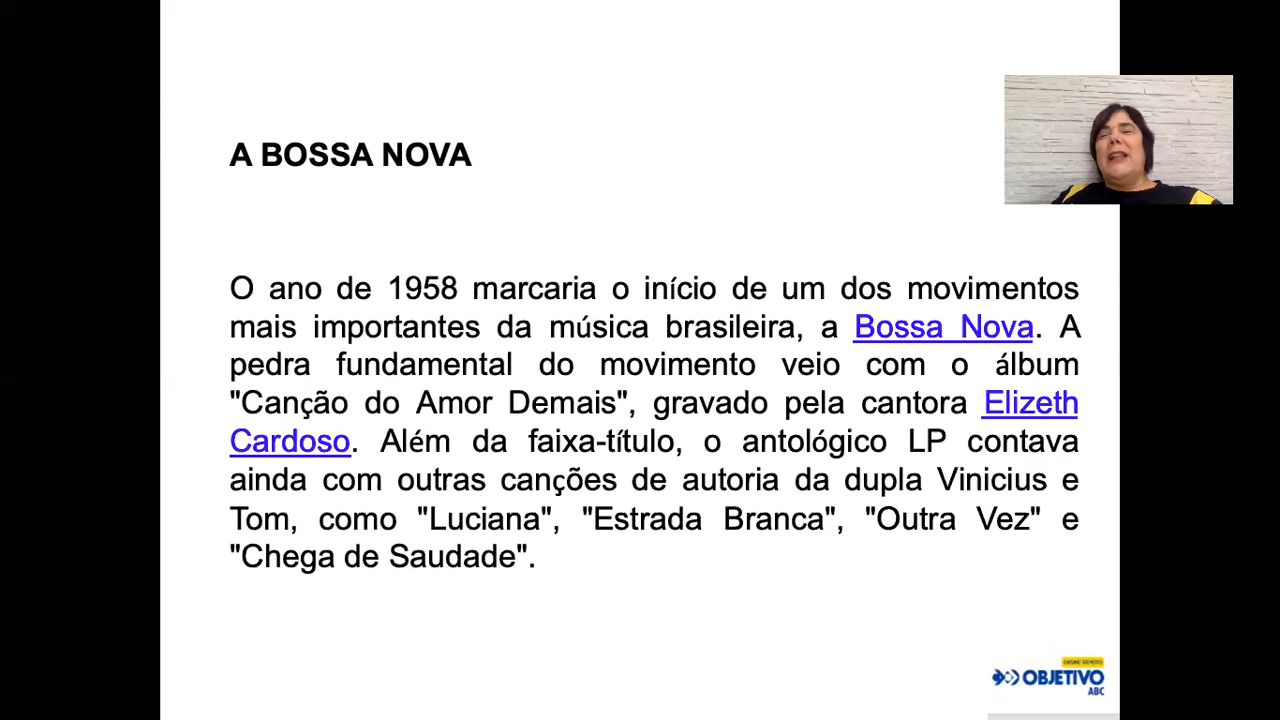 A BOSSA NOVA
O ano de 1958 marcaria o início de um dos movimentos
mais importantes da música brasileira, a Bossa Nova. A
pedra fundamental do movimento veio com o álbum
"Canção do Amor Demais", gravado pela cantora Elizeth
Cardoso. Além da faixa-título, o antológico LP contava
ainda com outras canções de autoria da dupla Vinicius e
Tom, como "Luciana", "Estrada Branca", "Outra Vez" e
"Chega de Saudade".
ENSINO REMOTO
OBJETIVO
ABC